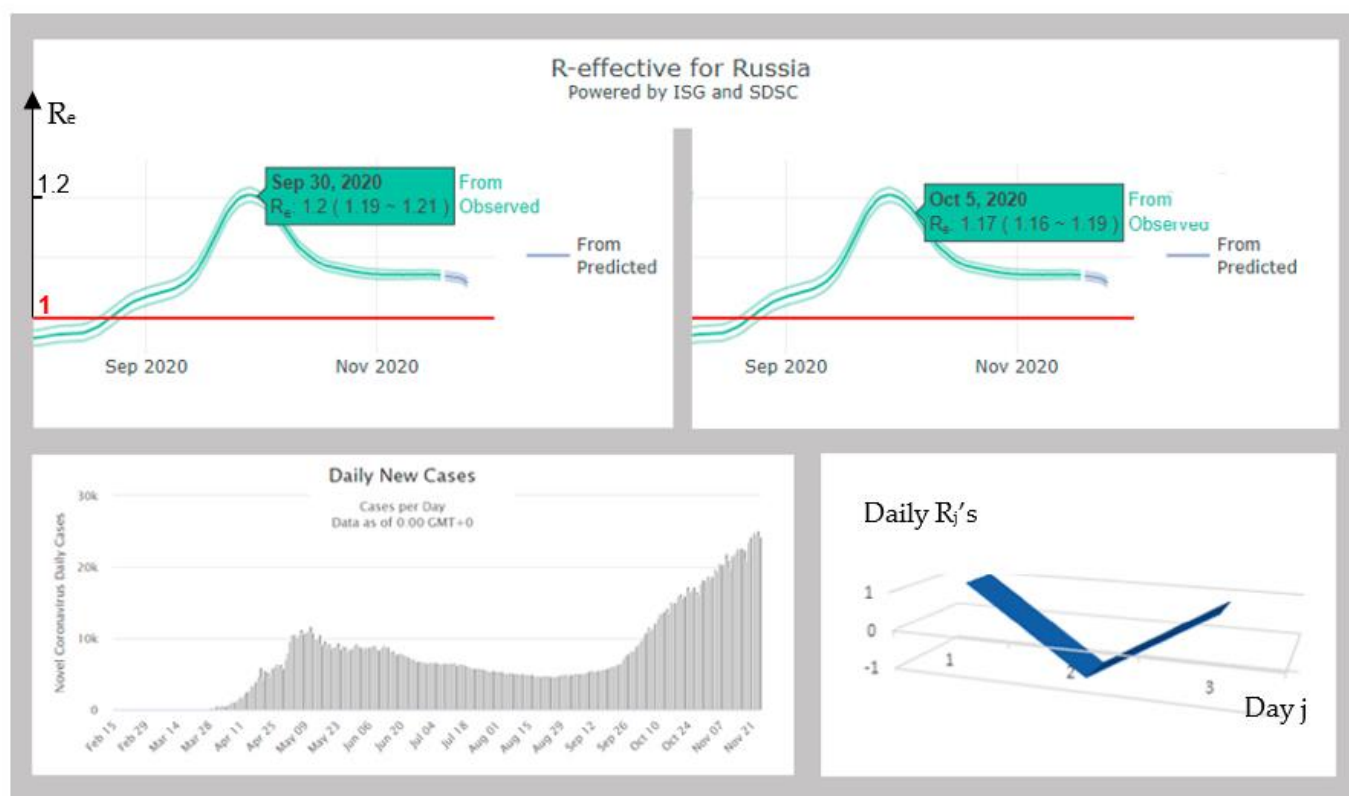 R-effective for Russia
Powered by ISG and SDSC
Re
1.2
1
Sep 30, 2020
Re: 1.2 ( 1.19 ~ 1.21 )
From
Observed
From
Predicted
Sep 2020
Nov 2020
Oct 5, 2020
Re: 1.17 ( 1.16 ~ 1.19 )
From
Observed
From
Predicted
Sep 2020
Nov 2020
Daily New Cases
Cases per Day
Data as of 0:00 GMT+0
Novel Coronavirus Daily Cases
30k
20k
10k
0
Feb 15
Feb 29
Mar 14
Mar 28
Apr 11
Apr 25
May 09
May 23
Jun 06
Jun 20
Jul 04
Jul 18
Aug 01
Aug 15
Aug 29
Sep 12
Sep 26
Oct 10
Oct 24
Nov 07
Nov 21
Daily Rj's
1
0
-1
1
2
3
Day j